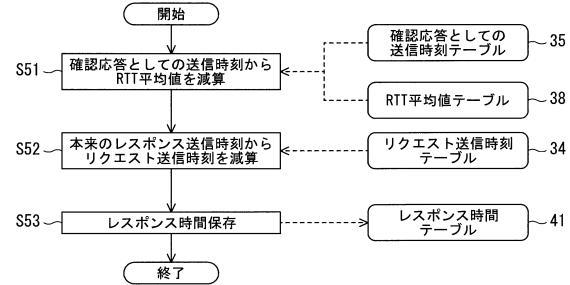 開始
S51
確認応答としての送信時刻から
RTT平均値を減算
確認応答としての
送信時刻テーブル
35
RTT平均値テーブル
38
S52
本来のレスポンス送信時刻から
リクエスト送信時刻を減算
リクエスト送信時刻
テーブル
34
S53
レスポンス時間保存
レスポンス時間
テーブル
41
終了